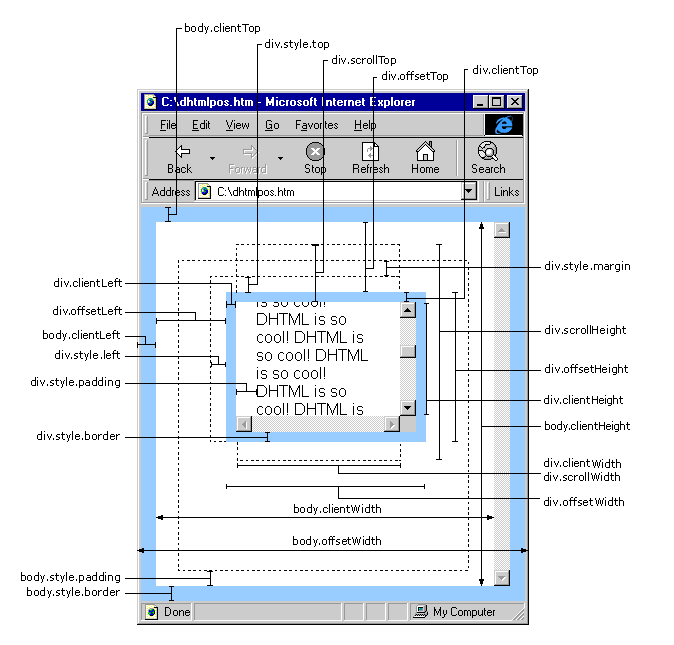 body.clientTop
div.style.top
div.scrollTop
div.offsetTop
div.clientTop
C:\dhtmlpos.htm - Microsoft Internet Explorer
File Edit View Go Favorites Help
Back Forward Stop Refresh Home Search
Address C:\dhtmlpos.htm Links
div.style.margin
div.clientLeft
div.offsetLeft
body.clientLeft
div.style.left
div.style.padding
div.style.border
is so cool!
DHTML is so
cool! DHTML is
so cool! DHTML
is so cool!
DHTML is so
cool! DHTML is
div.scrollHeight
div.offsetHeight
div.clientHeight
body.clientHeight
div.clientWidth
div.scrollWidth
div.offsetWidth
body.clientWidth
body.offsetWidth
body.style.padding
body.style.border
Done My Computer